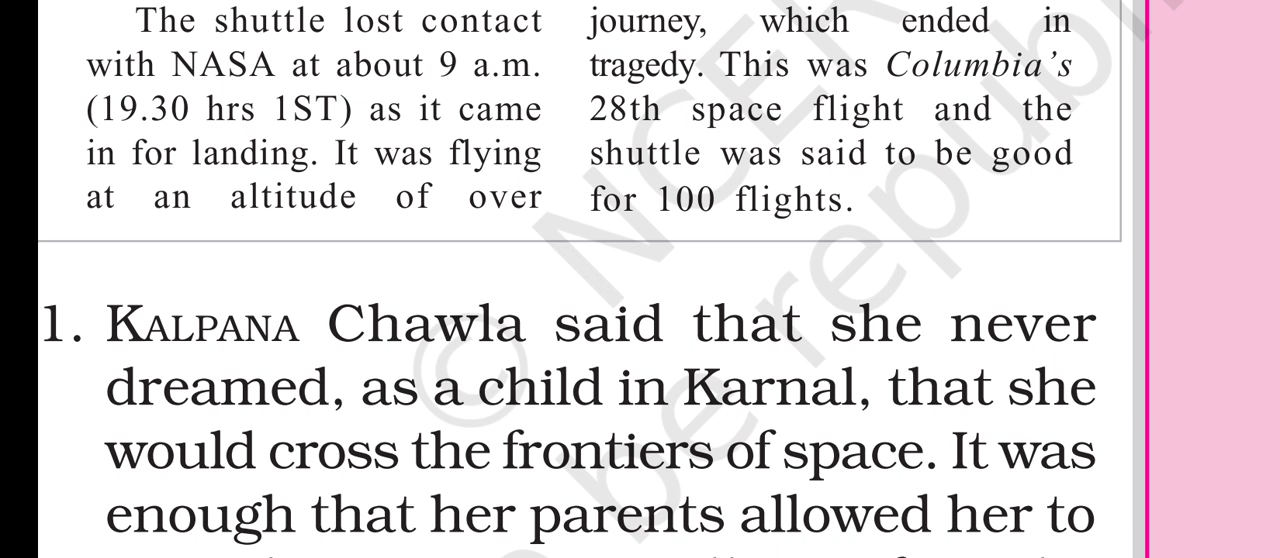 The shuttle lost contact
with NASA at about 9 a.m.
(19.30 hrs 1ST) as it came
in for landing. It was flying
at an altitude of over
journey, which ended in
tragedy. This was Columbia's
28th space flight and the
shuttle was said to be good
for 100 flights.
1. KALPANA Chawla said that she never
dreamed, as a child in Karnal, that she
would cross the frontiers of space. It was
enough that her parents allowed her to
© NCER
be republi